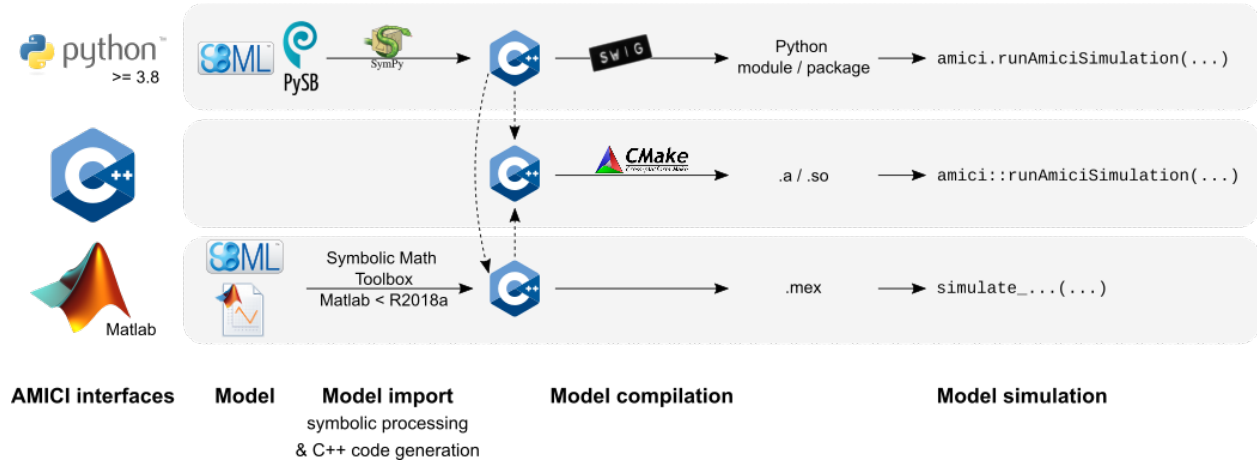 python™
>= 3.8
SBML
PySB
SymPy
C++
SWIG
Python
module / package
amici.runAmiciSimulation(...)
C++
C++
CMake
.a / .so
amici::runAmiciSimulation(...)
Matlab
SBML
Symbolic Math
Toolbox
Matlab < R2018a
C++
.mex
simulate_...(...)
AMICI interfaces
Model
Model import
symbolic processing
& C++ code generation
Model compilation
Model simulation